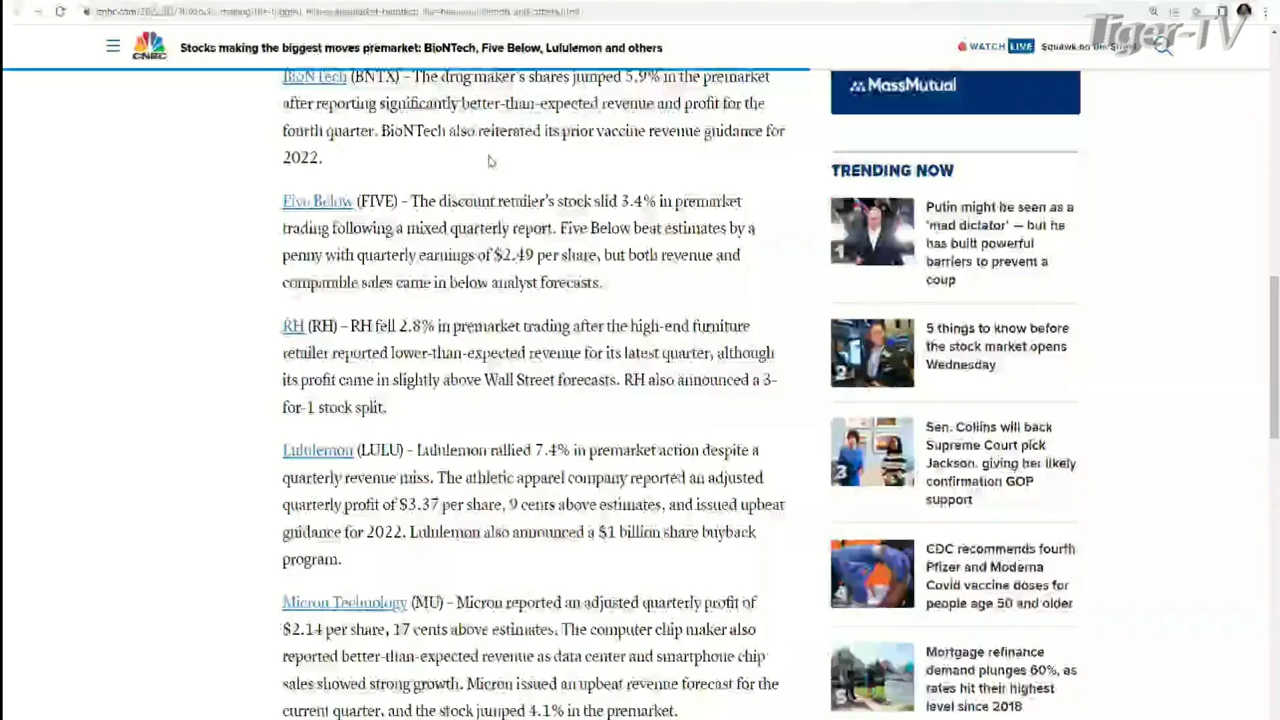 Tiger-TV
CNBC
Stocks making the biggest moves premarket: BioNTech, Five Below, Lululemon and others
WATCH LIVE Squawk on the Street
BioNTech (BNTX) – The drug maker's shares jumped 5.9% in the premarket
after reporting significantly better-than-expected revenue and profit for the
fourth quarter. BioNTech also reiterated its prior vaccine revenue guidance for
2022.
Five Below (FIVE) – The discount retailer's stock slid 3.4% in premarket
trading following a mixed quarterly report. Five Below beat estimates by a
penny with quarterly earnings of $2.49 per share, but both revenue and
comparable sales came in below analyst forecasts.
RH (RH) – RH fell 2.8% in premarket trading after the high-end furniture
retailer reported lower-than-expected revenue for its latest quarter, although
its profit came in slightly above Wall Street forecasts. RH also announced a 3-
for-1 stock split.
Lululemon (LULU) – Lululemon rallied 7.4% in premarket action despite a
quarterly revenue miss. The athletic apparel company reported an adjusted
quarterly profit of $3.37 per share, 9 cents above estimates, and issued upbeat
guidance for 2022. Lululemon also announced a $1 billion share buyback
program.
Micron Technology (MU) – Micron reported an adjusted quarterly profit of
$2.14 per share, 17 cents above estimates. The computer chip maker also
reported better-than-expected revenue as data center and smartphone chip
sales showed strong growth. Micron issued an upbeat revenue forecast for the
current quarter, and the stock jumped 4.1% in the premarket.
MassMutual
TRENDING NOW
1
Putin might be seen as a
'mad dictator' — but he
has built powerful
barriers to prevent a
coup
2
5 things to know before
the stock market opens
Wednesday
3
Sen. Collins will back
Supreme Court pick
Jackson, giving her likely
confirmation GOP
support
4
CDC recommends fourth
Pfizer and Moderna
Covid vaccine doses for
people age 50 and older
5
Mortgage refinance
demand plunges 60%, as
rates hit their highest
level since 2018